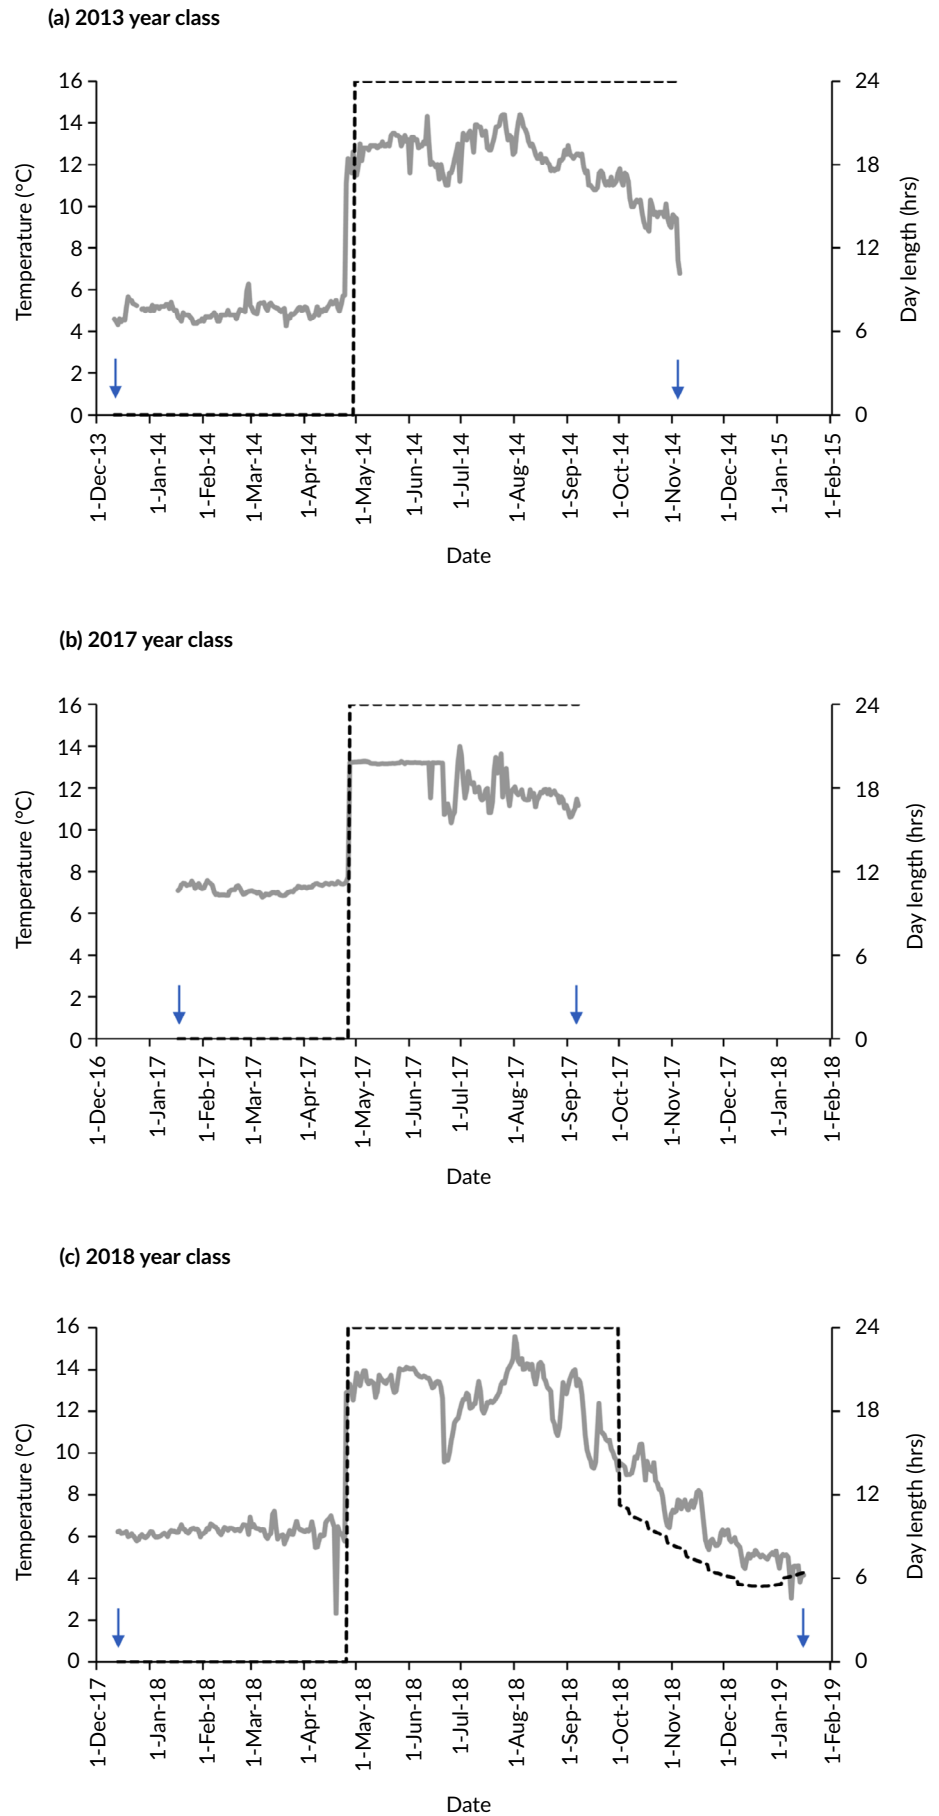 (a) 2013 year class
16
14
12
10
8
6
4
2
0
Temperature (°C)
24
18
12
6
0
Day length (hrs)
1-Dec-13
1-Jan-14
1-Feb-14
1-Mar-14
1-Apr-14
1-May-14
1-Jun-14
1-Jul-14
1-Aug-14
1-Sep-14
1-Oct-14
1-Nov-14
1-Dec-14
1-Jan-15
1-Feb-15
Date
(b) 2017 year class
16
14
12
10
8
6
4
2
0
Temperature (°C)
24
18
12
6
0
Day length (hrs)
1-Dec-16
1-Jan-17
1-Feb-17
1-Mar-17
1-Apr-17
1-May-17
1-Jun-17
1-Jul-17
1-Aug-17
1-Sep-17
1-Oct-17
1-Nov-17
1-Dec-17
1-Jan-18
1-Feb-18
Date
(c) 2018 year class
16
14
12
10
8
6
4
2
0
Temperature (°C)
24
18
12
6
0
Day length (hrs)
1-Dec-17
1-Jan-18
1-Feb-18
1-Mar-18
1-Apr-18
1-May-18
1-Jun-18
1-Jul-18
1-Aug-18
1-Sep-18
1-Oct-18
1-Nov-18
1-Dec-18
1-Jan-19
1-Feb-19
Date